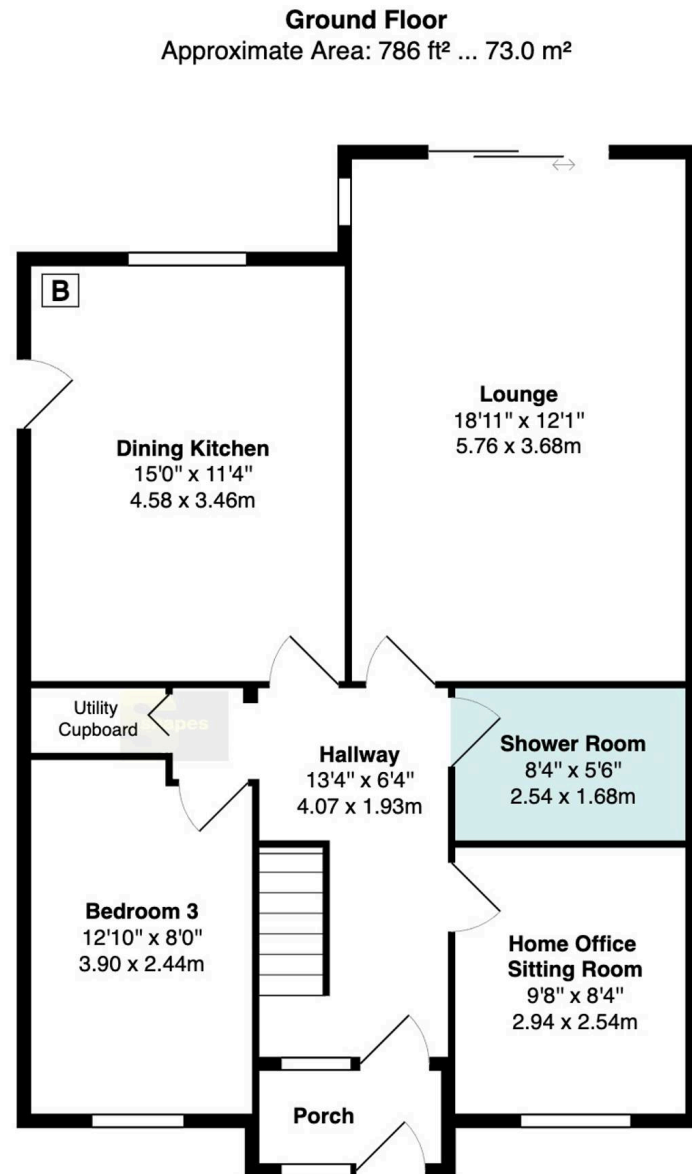 Ground Floor
Approximate Area: 786 ft² ... 73.0 m²
B
Lounge
18'11" x 12'1"
5.76 x 3.68m
Dining Kitchen
15'0" x 11'4"
4.58 x 3.46m
Utility
Cupboard
Hallway
13'4" x 6'4"
4.07 x 1.93m
Shower Room
8'4" x 5'6"
2.54 x 1.68m
Bedroom 3
12'10" x 8'0"
3.90 x 2.44m
Home Office
Sitting Room
9'8" x 8'4"
2.94 x 2.54m
Porch